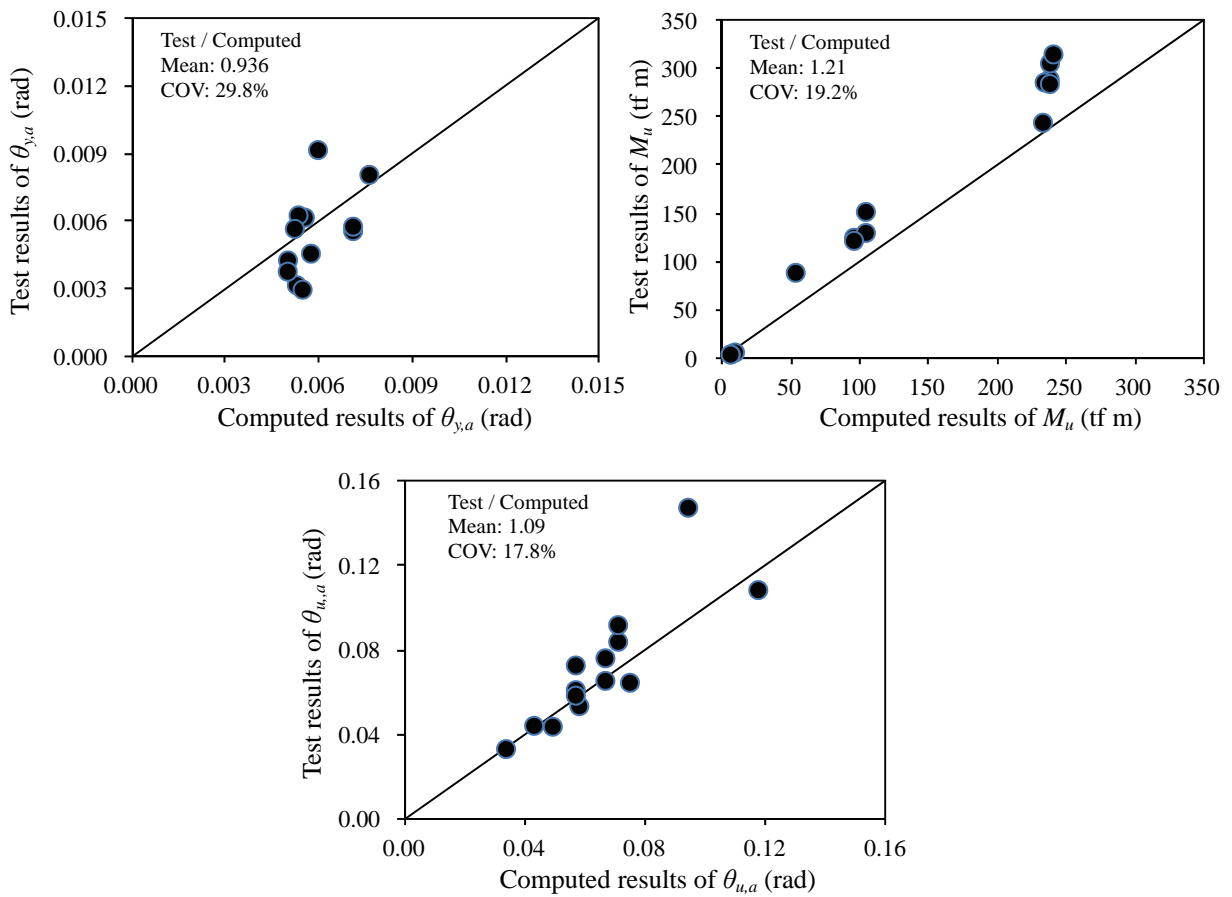 Test / Computed
Mean: 0.936
COV: 29.8%
0.015
0.012
0.009
0.006
0.003
0.000
0.000 0.003 0.006 0.009 0.012 0.015
Test results of θy,a (rad)
Computed results of θy,a (rad)
Test / Computed
Mean: 1.21
COV: 19.2%
350
300
250
200
150
100
50
0
0 50 100 150 200 250 300 350
Test results of Mu (tf m)
Computed results of Mu (tf m)
Test / Computed
Mean: 1.09
COV: 17.8%
0.16
0.12
0.08
0.04
0.00
0.00 0.04 0.08 0.12 0.16
Test results of θu,,a (rad)
Computed results of θu,a (rad)